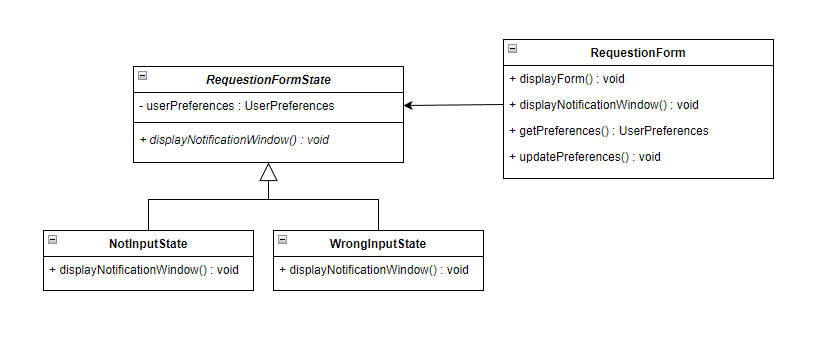 RequestionForm
+ displayForm() : void
+ displayNotificationWindow() : void
+ getPreferences() : UserPreferences
+ updatePreferences() : void
RequestionFormState
- userPreferences : UserPreferences
+ displayNotificationWindow() : void
NotInputState
+ displayNotificationWindow() : void
WrongInputState
+ displayNotificationWindow() : void